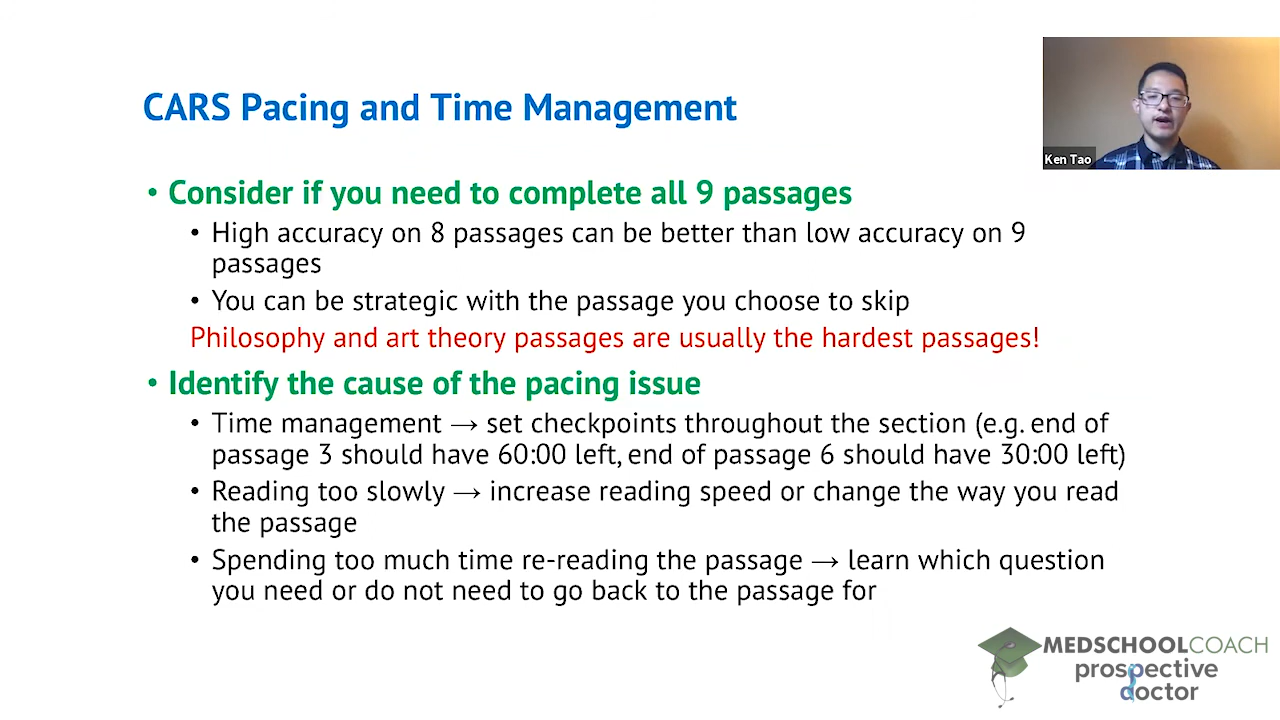 CARS Pacing and Time Management
Ken Tao
• Consider if you need to complete all 9 passages
• High accuracy on 8 passages can be better than low accuracy on 9
passages
• You can be strategic with the passage you choose to skip
Philosophy and art theory passages are usually the hardest passages!
• Identify the cause of the pacing issue
• Time management → set checkpoints throughout the section (e.g. end of
passage 3 should have 60:00 left, end of passage 6 should have 30:00 left)
• Reading too slowly → increase reading speed or change the way you read
the passage
• Spending too much time re-reading the passage → learn which question
you need or do not need to go back to the passage for
MEDSCHOOLCOACH
prospective
doctor